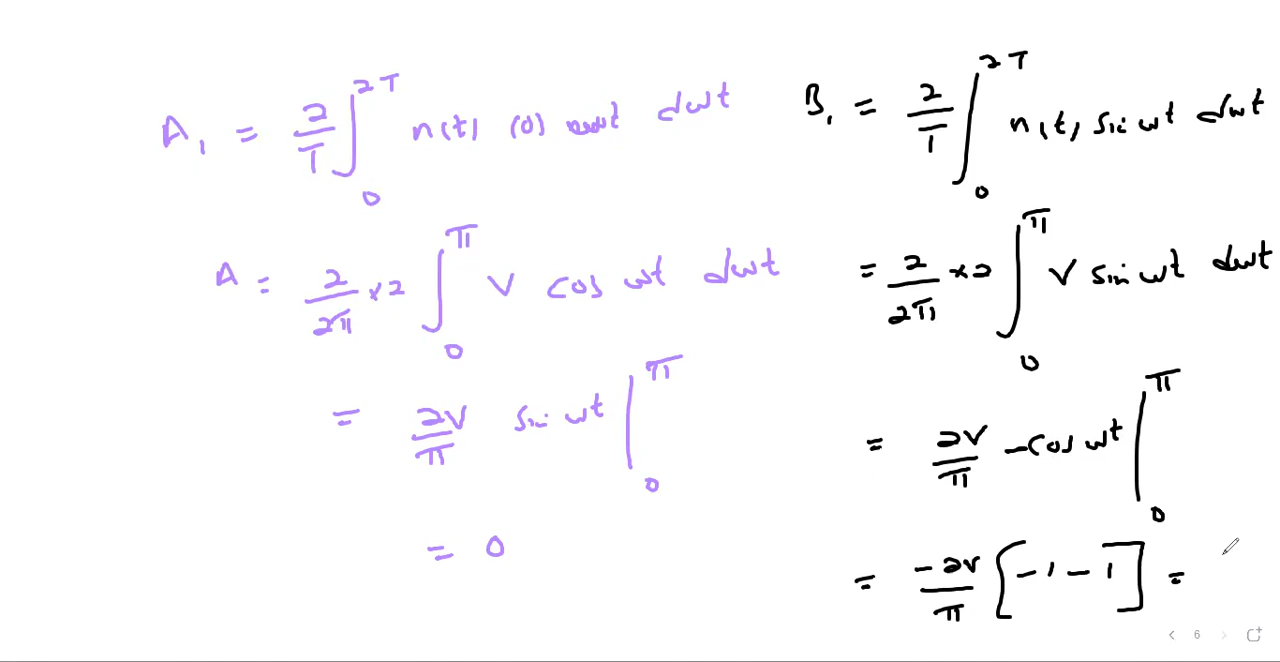 A₁ = 2/T ∫₀^2T n(t) cos ωt dωt
A = 2/2π ×2 ∫₀^π V cos ωt dωt
= 2V/π sin ωt |₀^π
= 0
B₁ = 2/T ∫₀^2T n(t) sin ωt dωt
= 2/2π ×2 ∫₀^π V sin ωt dωt
= 2V/π -cos ωt |₀^π
= -2V/π [-1-1] =
6